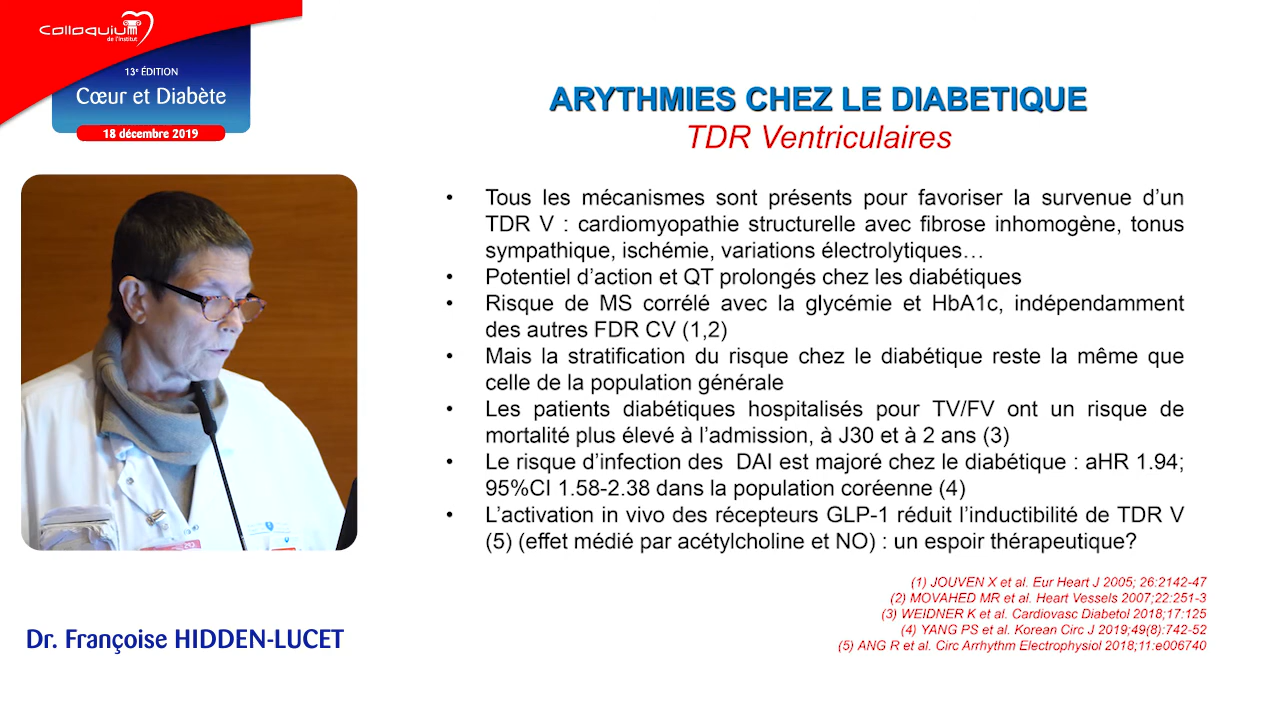 Colloquium
de l'Institut
13e ÉDITION
Cœur et Diabète
18 décembre 2019
ARYTHMIES CHEZ LE DIABETIQUE
TDR Ventriculaires
• Tous les mécanismes sont présents pour favoriser la survenue d'un
TDR V : cardiomyopathie structurelle avec fibrose inhomogène, tonus
sympathique, ischémie, variations électrolytiques…
• Potentiel d'action et QT prolongés chez les diabétiques
• Risque de MS corrélé avec la glycémie et HbA1c, indépendamment
des autres FDR CV (1,2)
• Mais la stratification du risque chez le diabétique reste la même que
celle de la population générale
• Les patients diabétiques hospitalisés pour TV/FV ont un risque de
mortalité plus élevé à l'admission, à J30 et à 2 ans (3)
• Le risque d'infection des DAI est majoré chez le diabétique : aHR 1.94;
95%CI 1.58-2.38 dans la population coréenne (4)
• L'activation in vivo des récepteurs GLP-1 réduit l'inductibilité de TDR V
(5) (effet médié par acétylcholine et NO) : un espoir thérapeutique?
(1) JOUVEN X et al. Eur Heart J 2005; 26:2142-47
(2) MOVAHED MR et al. Heart Vessels 2007;22:251-3
(3) WEIDNER K et al. Cardiovasc Diabetol 2018;17:125
(4) YANG PS et al. Korean Circ J 2019;49(8):742-52
(5) ANG R et al. Circ Arrhythm Electrophysiol 2018;11:e006740
Dr. Françoise HIDDEN-LUCET